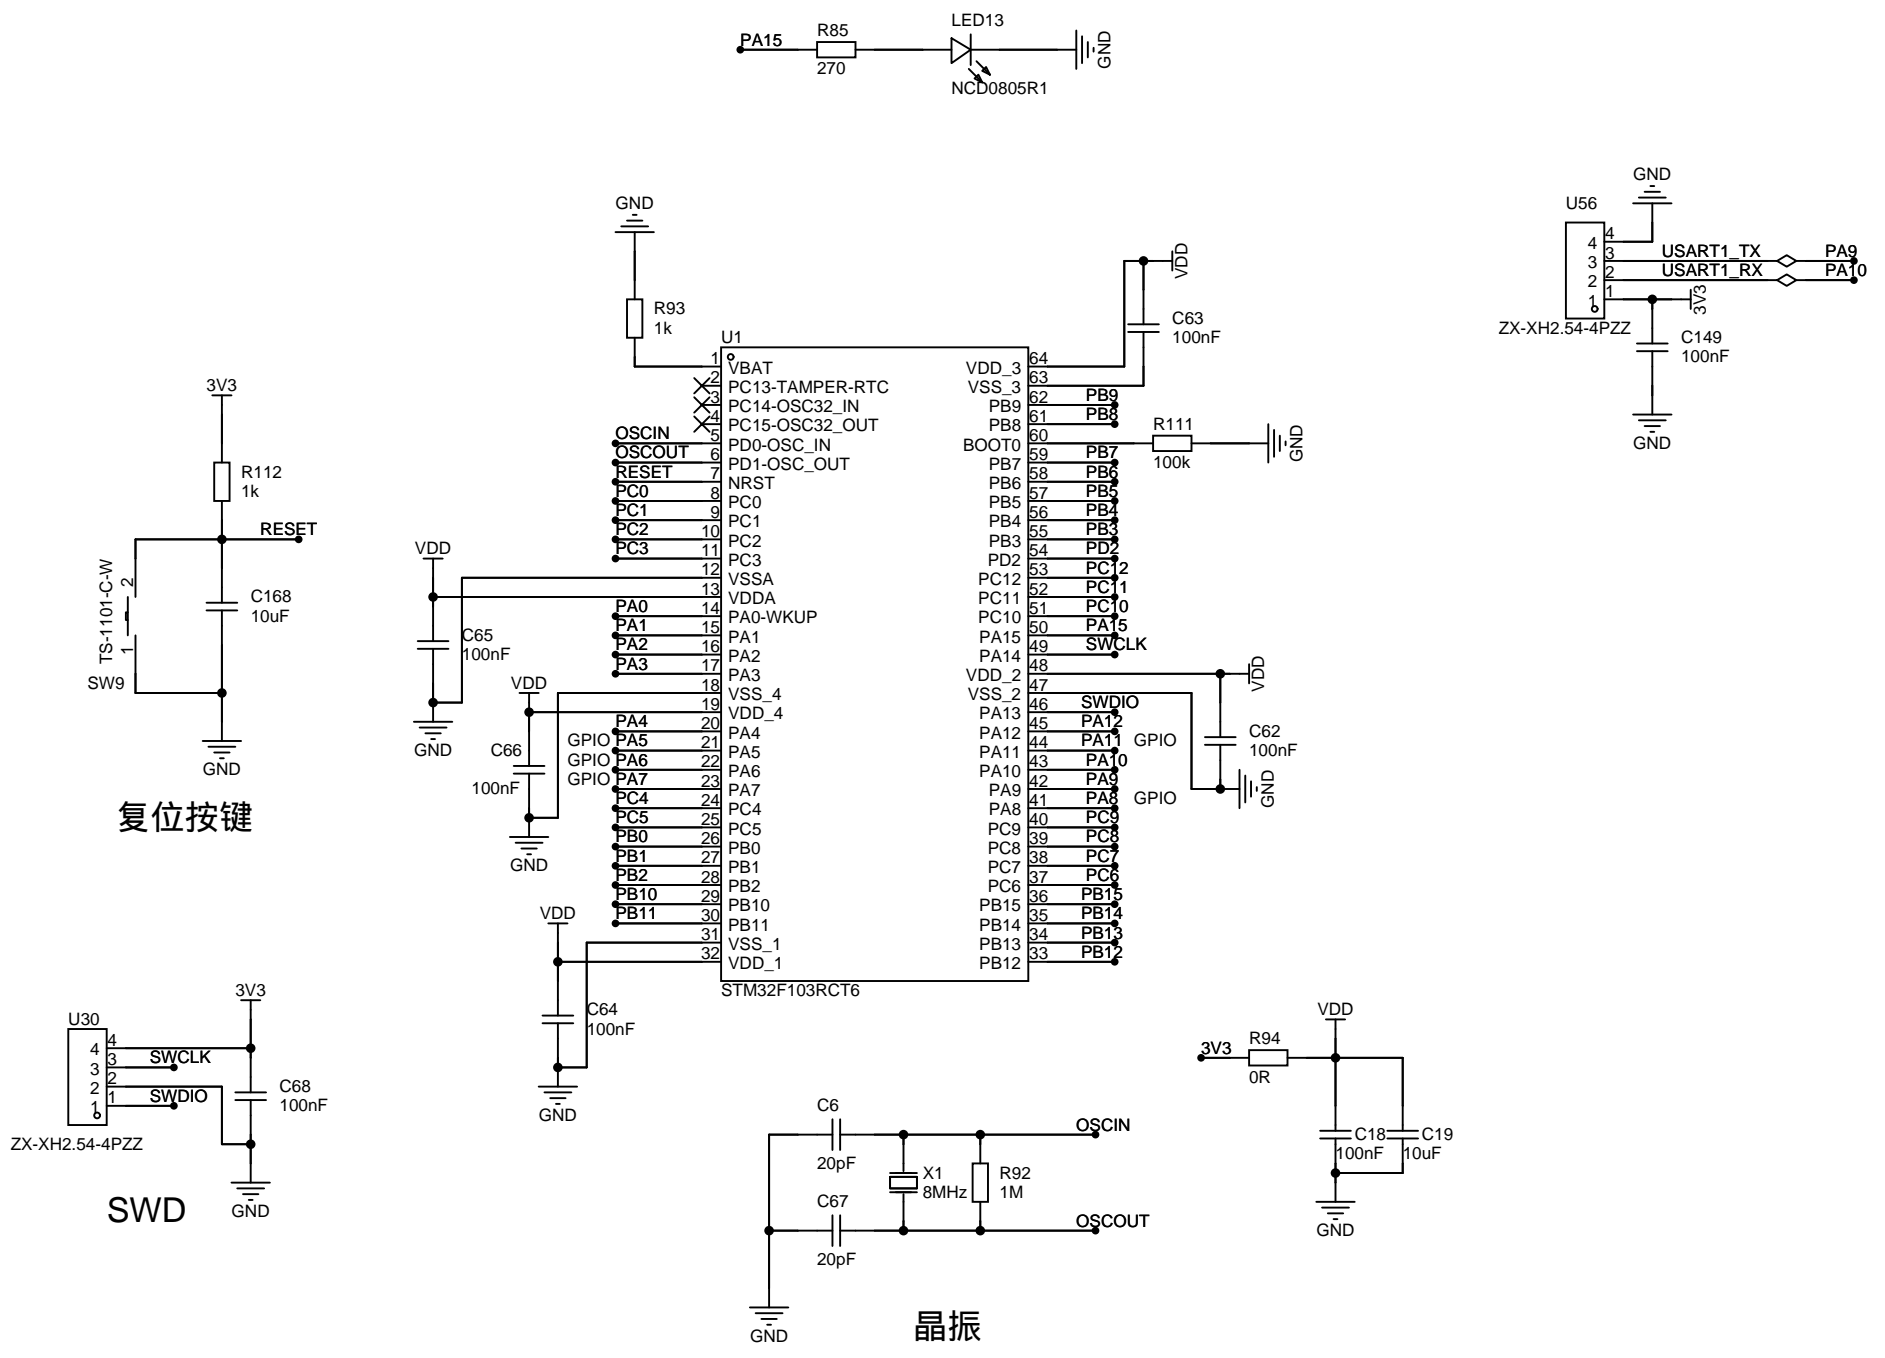 PA15
R85
270
LED13
NCD0805R1
GND
GND
R93
1k
VDD
C63
100nF
GND
U56
4
3
2
1
4
3
2
1
USART1_TX
USART1_RX
PA9
PA10
3V3
ZX-XH2.54-4PZZ
C149
100nF
GND
U1
1 VBAT
2 PC13-TAMPER-RTC
3 PC14-OSC32_IN
4 PC15-OSC32_OUT
OSCIN 5 PD0-OSC_IN
OSCOUT 6 PD1-OSC_OUT
RESET 7 NRST
PC0 8 PC0
PC1 9 PC1
PC2 10 PC2
PC3 11 PC3
12 VSSA
13 VDDA
PA0 14 PA0-WKUP
PA1 15 PA1
PA2 16 PA2
PA3 17 PA3
18 VSS_4
19 VDD_4
PA4 20 PA4
GPIO PA5 21 PA5
GPIO PA6 22 PA6
GPIO PA7 23 PA7
PC4 24 PC4
PC5 25 PC5
PB0 26 PB0
PB1 27 PB1
PB2 28 PB2
PB10 29 PB10
PB11 30 PB11
31 VSS_1
32 VDD_1
VDD_3 64
VSS_3 63
PB9 62 PB9
PB8 61 PB8
BOOT0 60
PB7 59 PB7
PB6 58 PB6
PB5 57 PB5
PB4 56 PB4
PB3 55 PB3
PD2 54 PD2
PC12 53 PC12
PC11 52 PC11
PC10 51 PC10
PA15 50 PA15
PA14 49 SWCLK
VDD_2 48
VSS_2 47
PA13 46 SWDIO
PA12 45 PA12
PA11 44 PA11 GPIO
PA10 43 PA10
PA9 42 PA9
PA8 41 PA8 GPIO
PC9 40 PC9
PC8 39 PC8
PC7 38 PC7
PC6 37 PC6
PB15 36 PB15
PB14 35 PB14
PB13 34 PB13
PB12 33 PB12
STM32F103RCT6
R111
100k
GND
VDD
C62
100nF
GND
3V3
R112
1k
RESET
TS-1101-C-W
2
1
SW9
C168
10uF
GND
复位按键
VDD
C65
100nF
GND
VDD
C66
100nF
GND
VDD
C64
100nF
GND
3V3
U30
4
3
2
1
4
3
2
1
SWCLK
SWDIO
C68
100nF
ZX-XH2.54-4PZZ
GND
SWD
C6
20pF
C67
20pF
X1
8MHz
R92
1M
OSCIN
OSCOUT
GND
晶振
VDD
3V3
R94
0R
C18
100nF
C19
10uF
GND